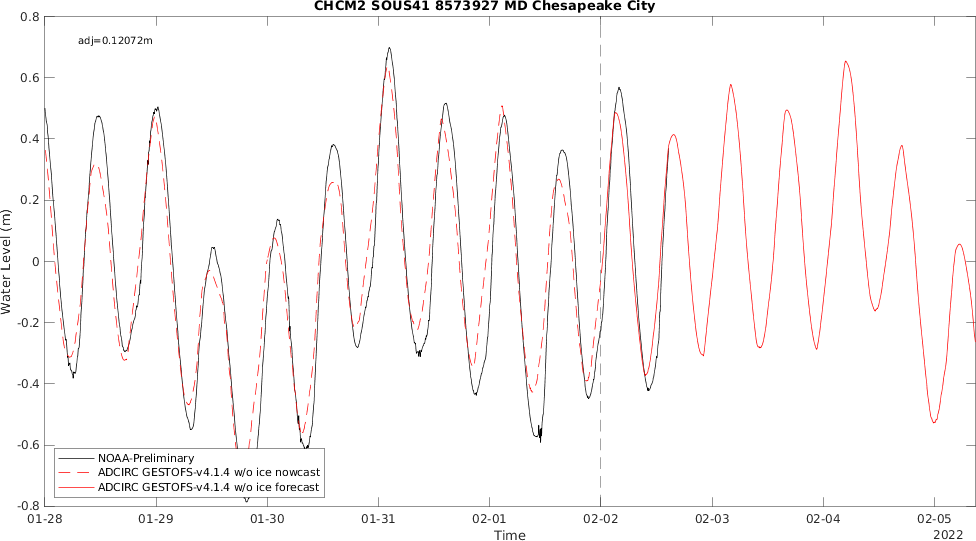 CHCM2 SOUS41 8573927 MD Chesapeake City
adj=0.12072m
0.8
0.6
0.4
0.2
0
-0.2
-0.4
-0.6
-0.8
Water Level (m)
NOAA-Preliminary
ADCIRC GESTOFS-v4.1.4 w/o ice nowcast
ADCIRC GESTOFS-v4.1.4 w/o ice forecast
01-28 01-29 01-30 01-31 02-01 02-02 02-03 02-04 02-05
Time
2022